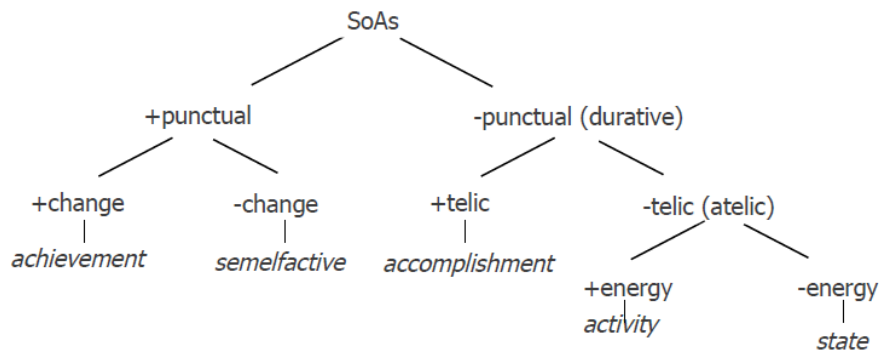 SoAs
+punctual -punctual (durative)
+change -change +telic -telic (atelic)
achievement semelfactive accomplishment
+energy -energy
activity
state